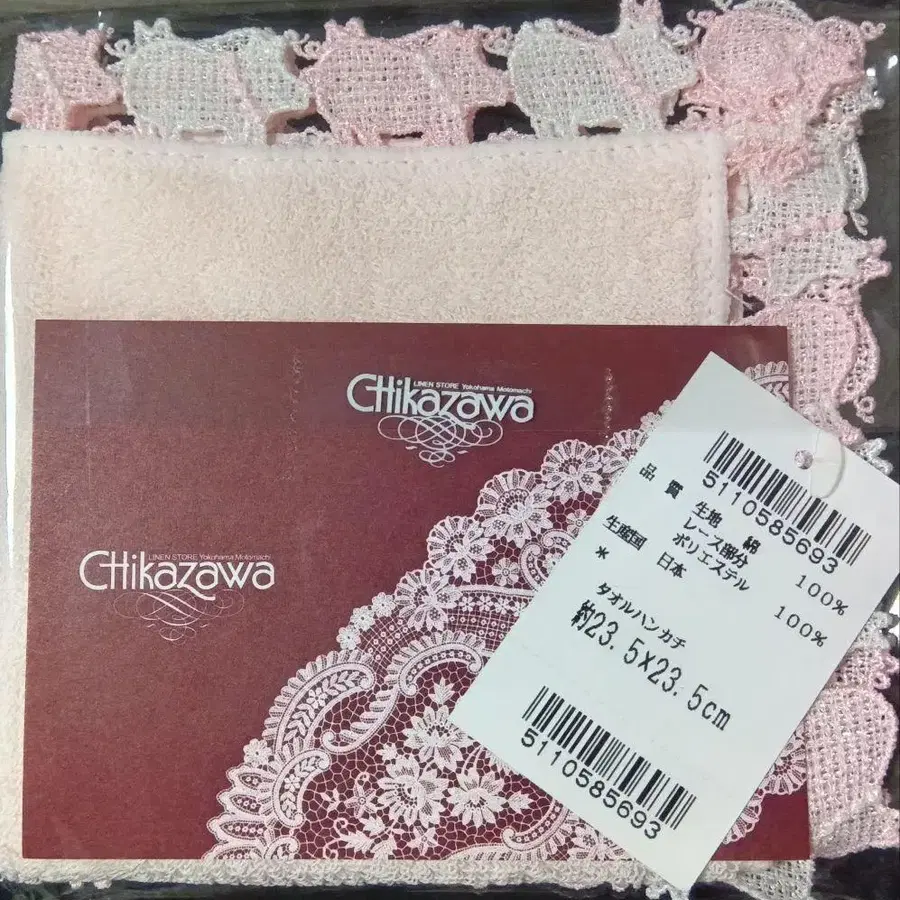 LINEN STORE Yokohama Motomachi
CHikazawa
LINEN STORE Yokohama Motomachi
CHikazawa
5110585693
品 質 生地 綿 100%
レース部分
ポリエステル 100%
生産国 日本
*
タオルハンカチ
約23.5x23.5cm
5110585693